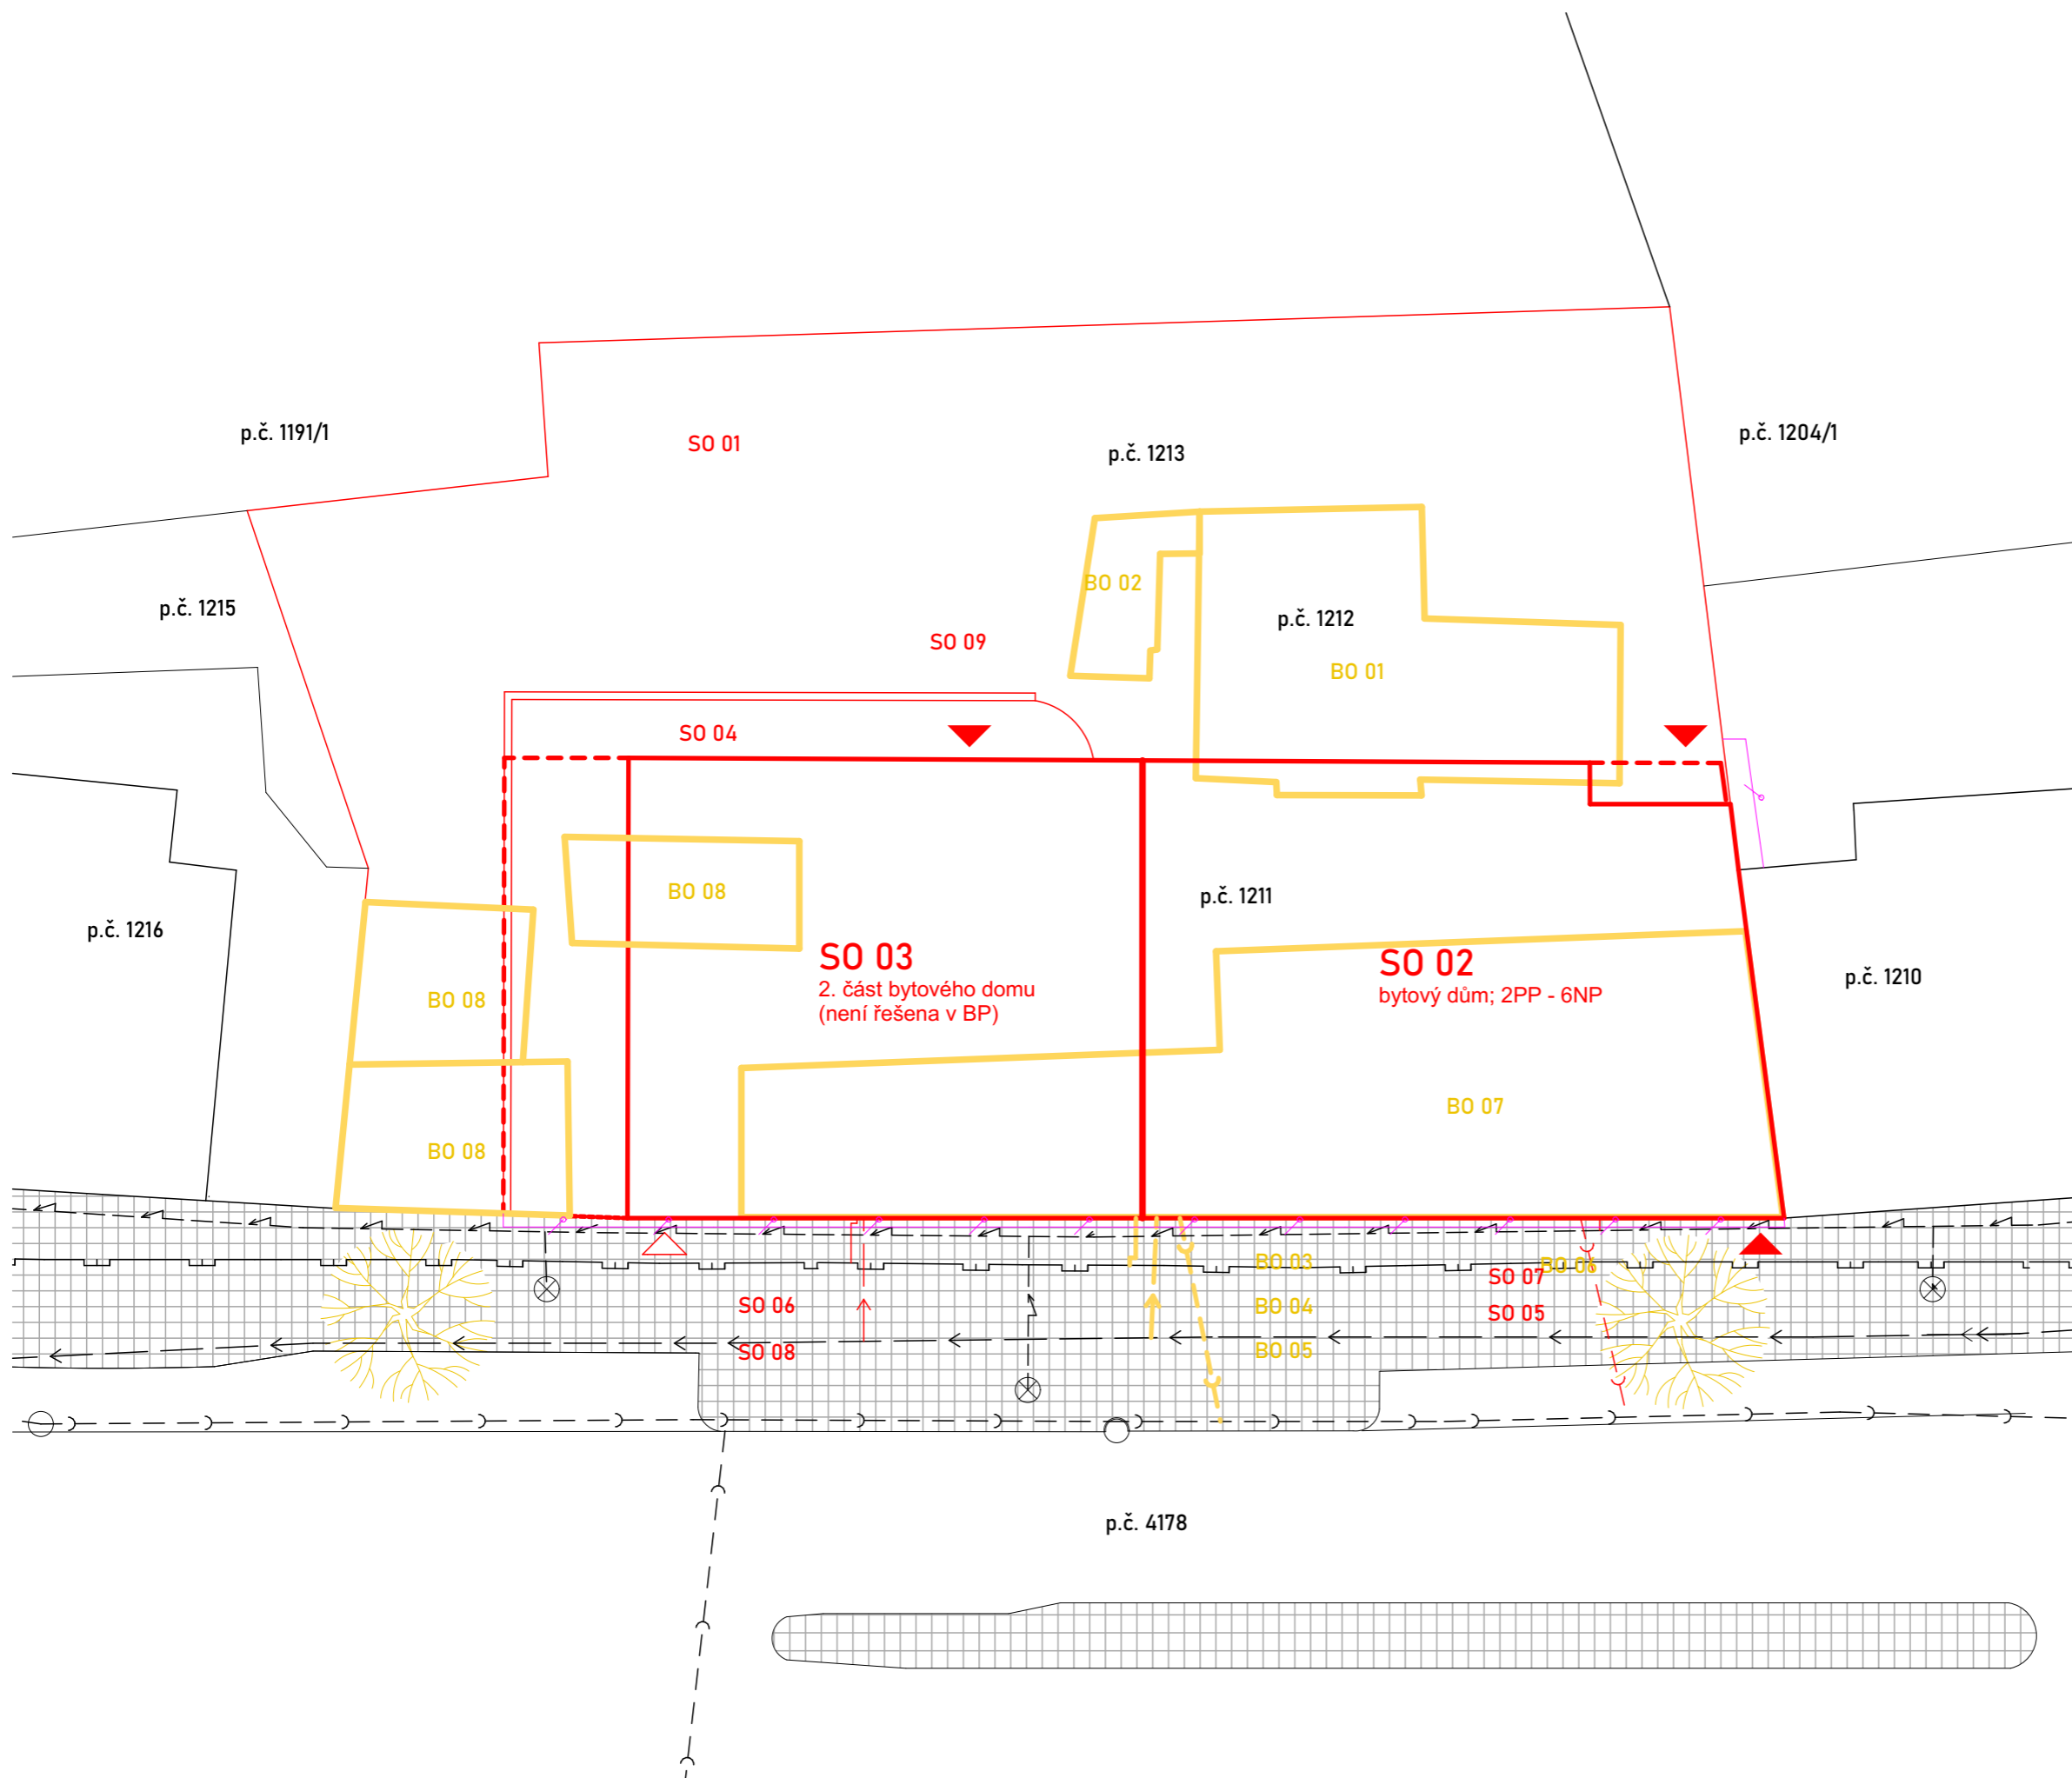 p.č. 1191/1
SO 01
p.č. 1213
p.č. 1204/1
BO 02
p.č. 1215
p.č. 1212
SO 09
BO 01
SO 04
BO 08
p.č. 1211
p.č. 1216
SO 03
2. část bytového domu
(není řešena v BP)
SO 02
bytový dům; 2PP - 6NP
p.č. 1210
BO 08
BO 07
BO 08
BO 03
BO 06
SO 07
SO 06
BO 04
SO 05
SO 08
BO 05
p.č. 4178